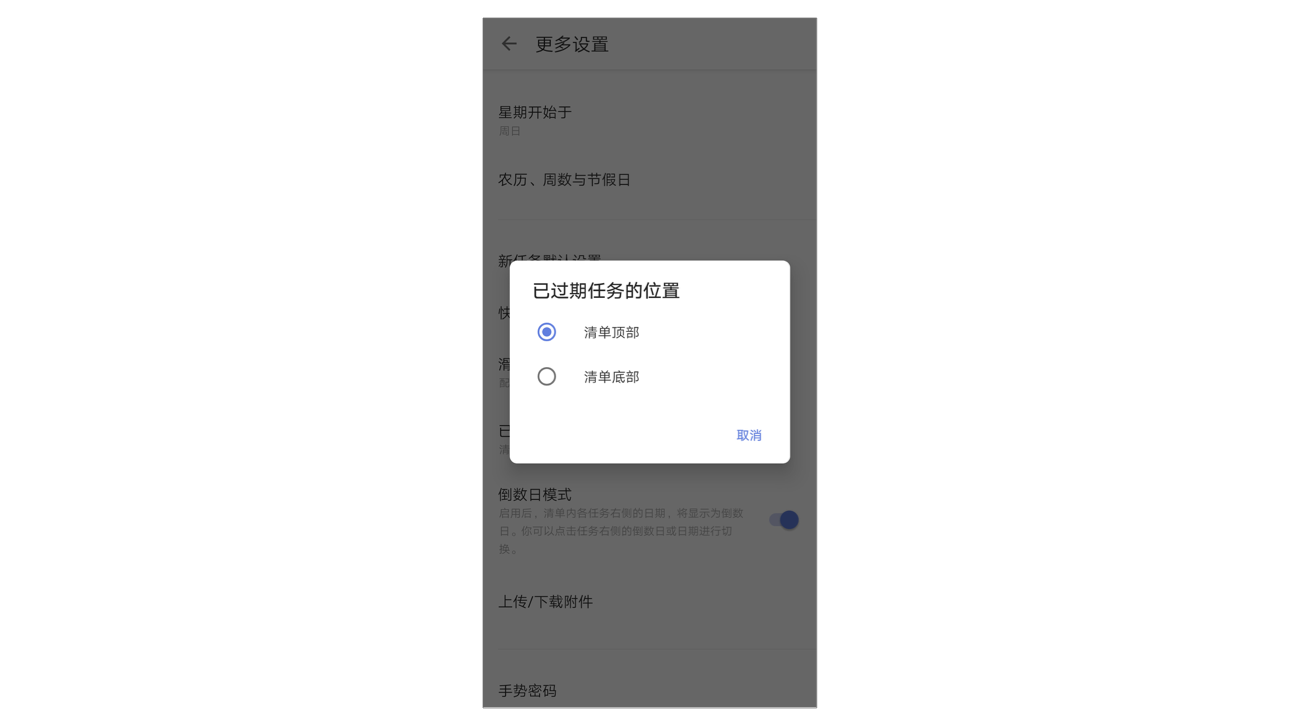 更多设置
星期开始于
周日
农历、周数与节假日
新任务默认设置
快
已过期任务的位置
清单顶部
滑
配
清单底部
已
清
取消
倒数日模式
启用后，清单内各任务右侧的日期，将显示为倒数
日。你可以点击任务右侧的倒数日或日期进行切
换。
上传/下载附件
手势密码